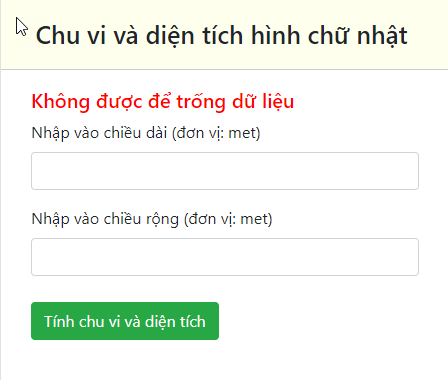 Chu vi và diện tích hình chữ nhật
Không được để trống dữ liệu
Nhập vào chiều dài (đơn vị: met)
Nhập vào chiều rộng (đơn vị: met)
Tính chu vi và diện tích